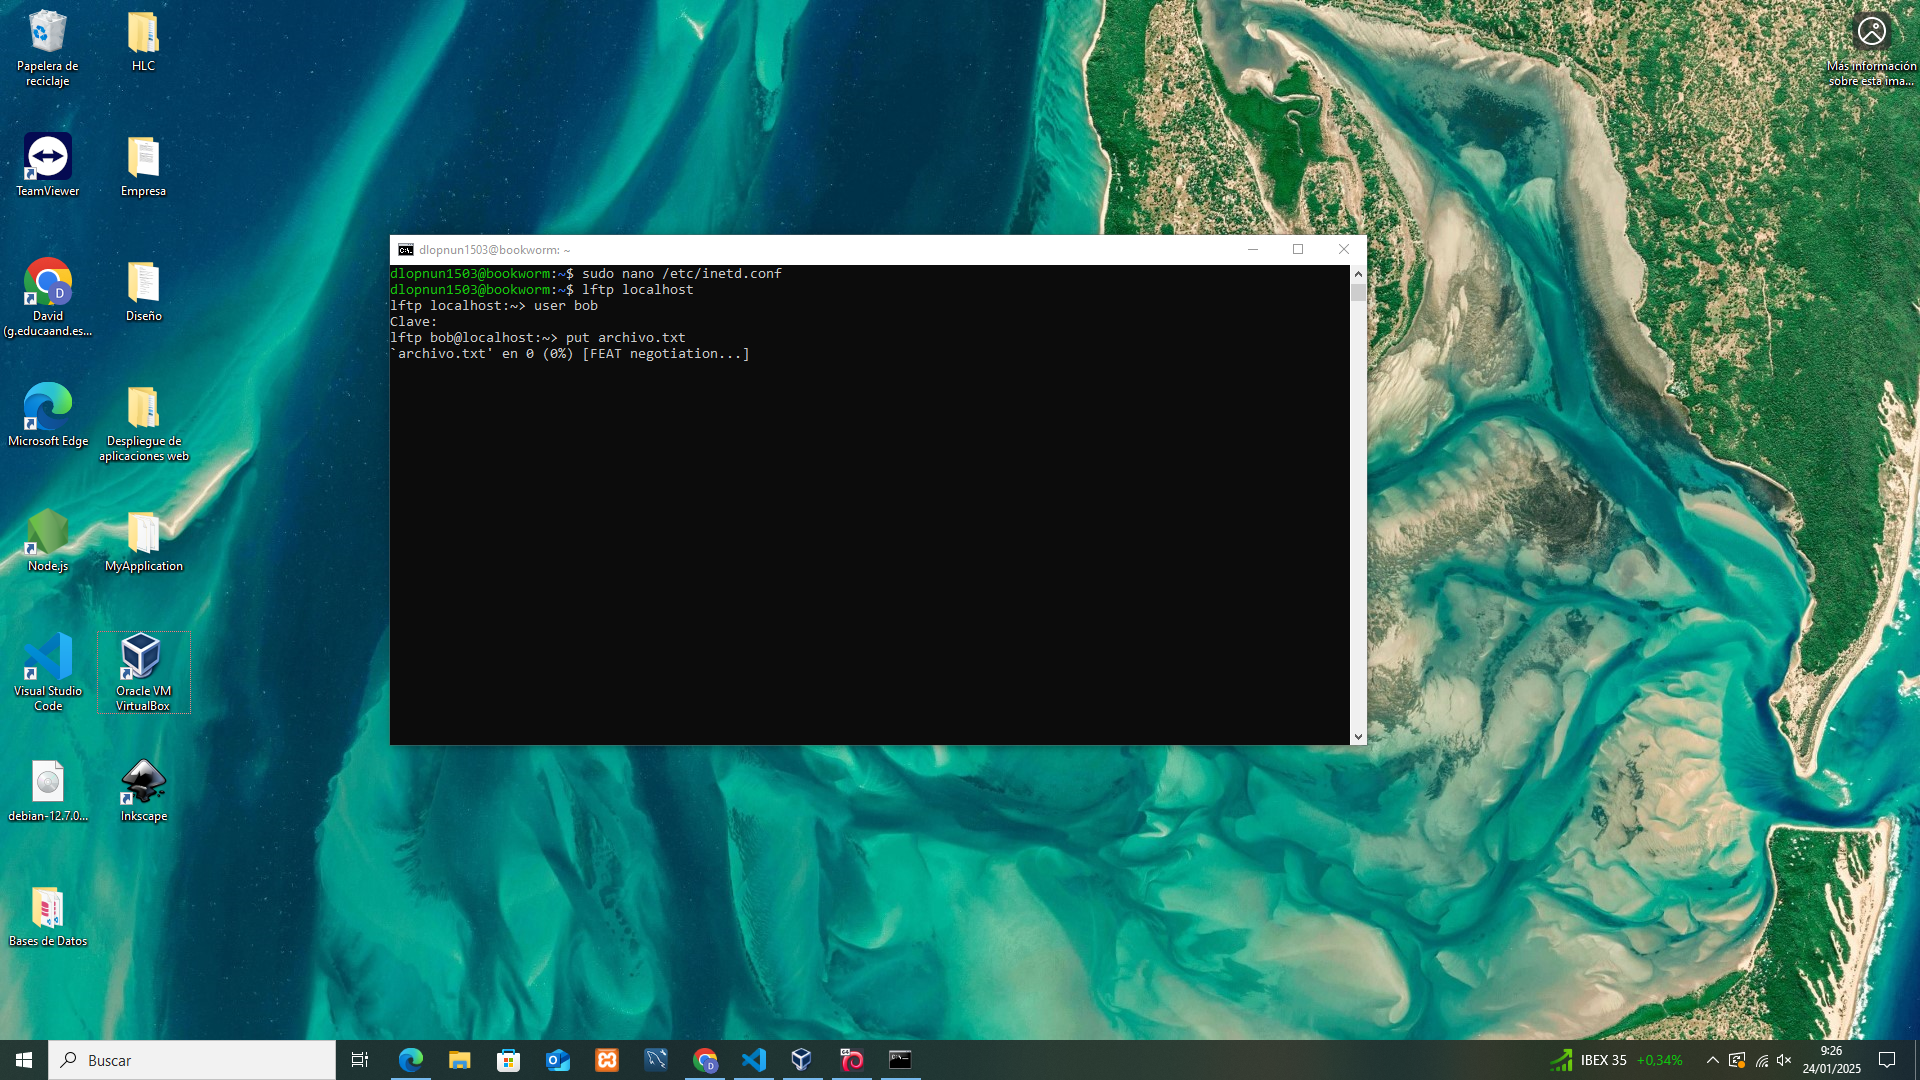 Papelera de
reciclaje
HLC
Más información
sobre esta ima...
TeamViewer
Empresa
David
(g.educaand.es...
Diseño
Microsoft Edge
Despliegue de
aplicaciones web
Node.js
MyApplication
Visual Studio
Code
Oracle VM
VirtualBox
debian-12.7.0...
Inkscape
Bases de Datos
dlopnun1503@bookworm: ~
dlopnun1503@bookworm:~$ sudo nano /etc/inetd.conf
dlopnun1503@bookworm:~$ lftp localhost
lftp localhost:~> user bob
Clave:
lftp bob@localhost:~> put archivo.txt
`archivo.txt' en 0 (0%) [FEAT negotiation...]
Buscar
IBEX 35 +0,34%
9:26
24/01/2025